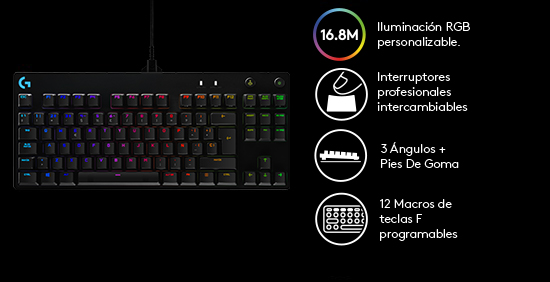 16.8M
Iluminación RGB
personalizable.
Interruptores
profesionales
intercambiables
3 Ángulos +
Pies De Goma
12 Macros de
teclas F
programables